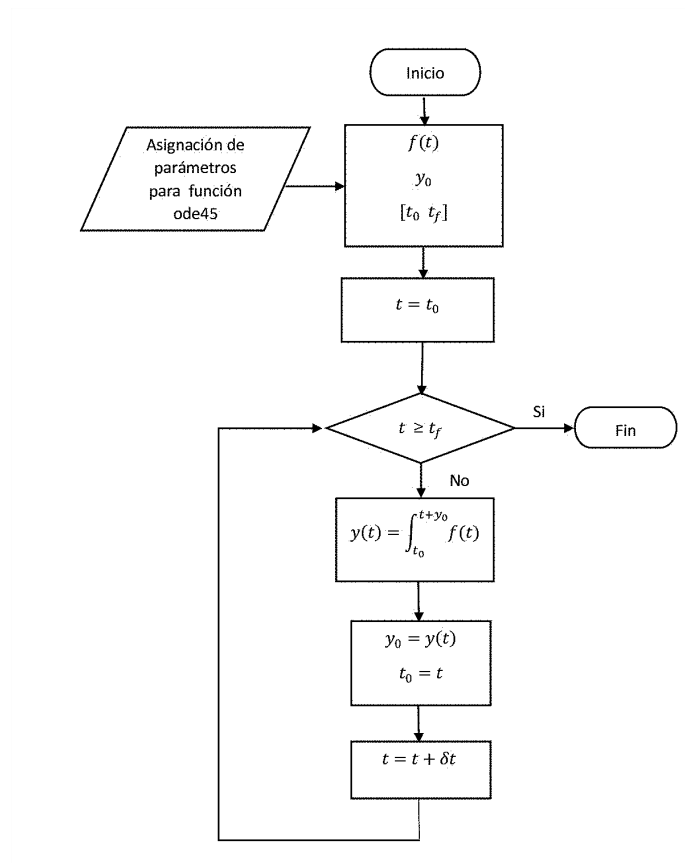 Inicio
Asignación de
parámetros
para función
ode45
f(t)
y₀
[t₀ t_f]
t = t₀
t ≥ t_f
Si
Fin
No
y(t) = ∫_{t₀}^{t+y₀} f(t)
y₀ = y(t)
t₀ = t
t = t + δt